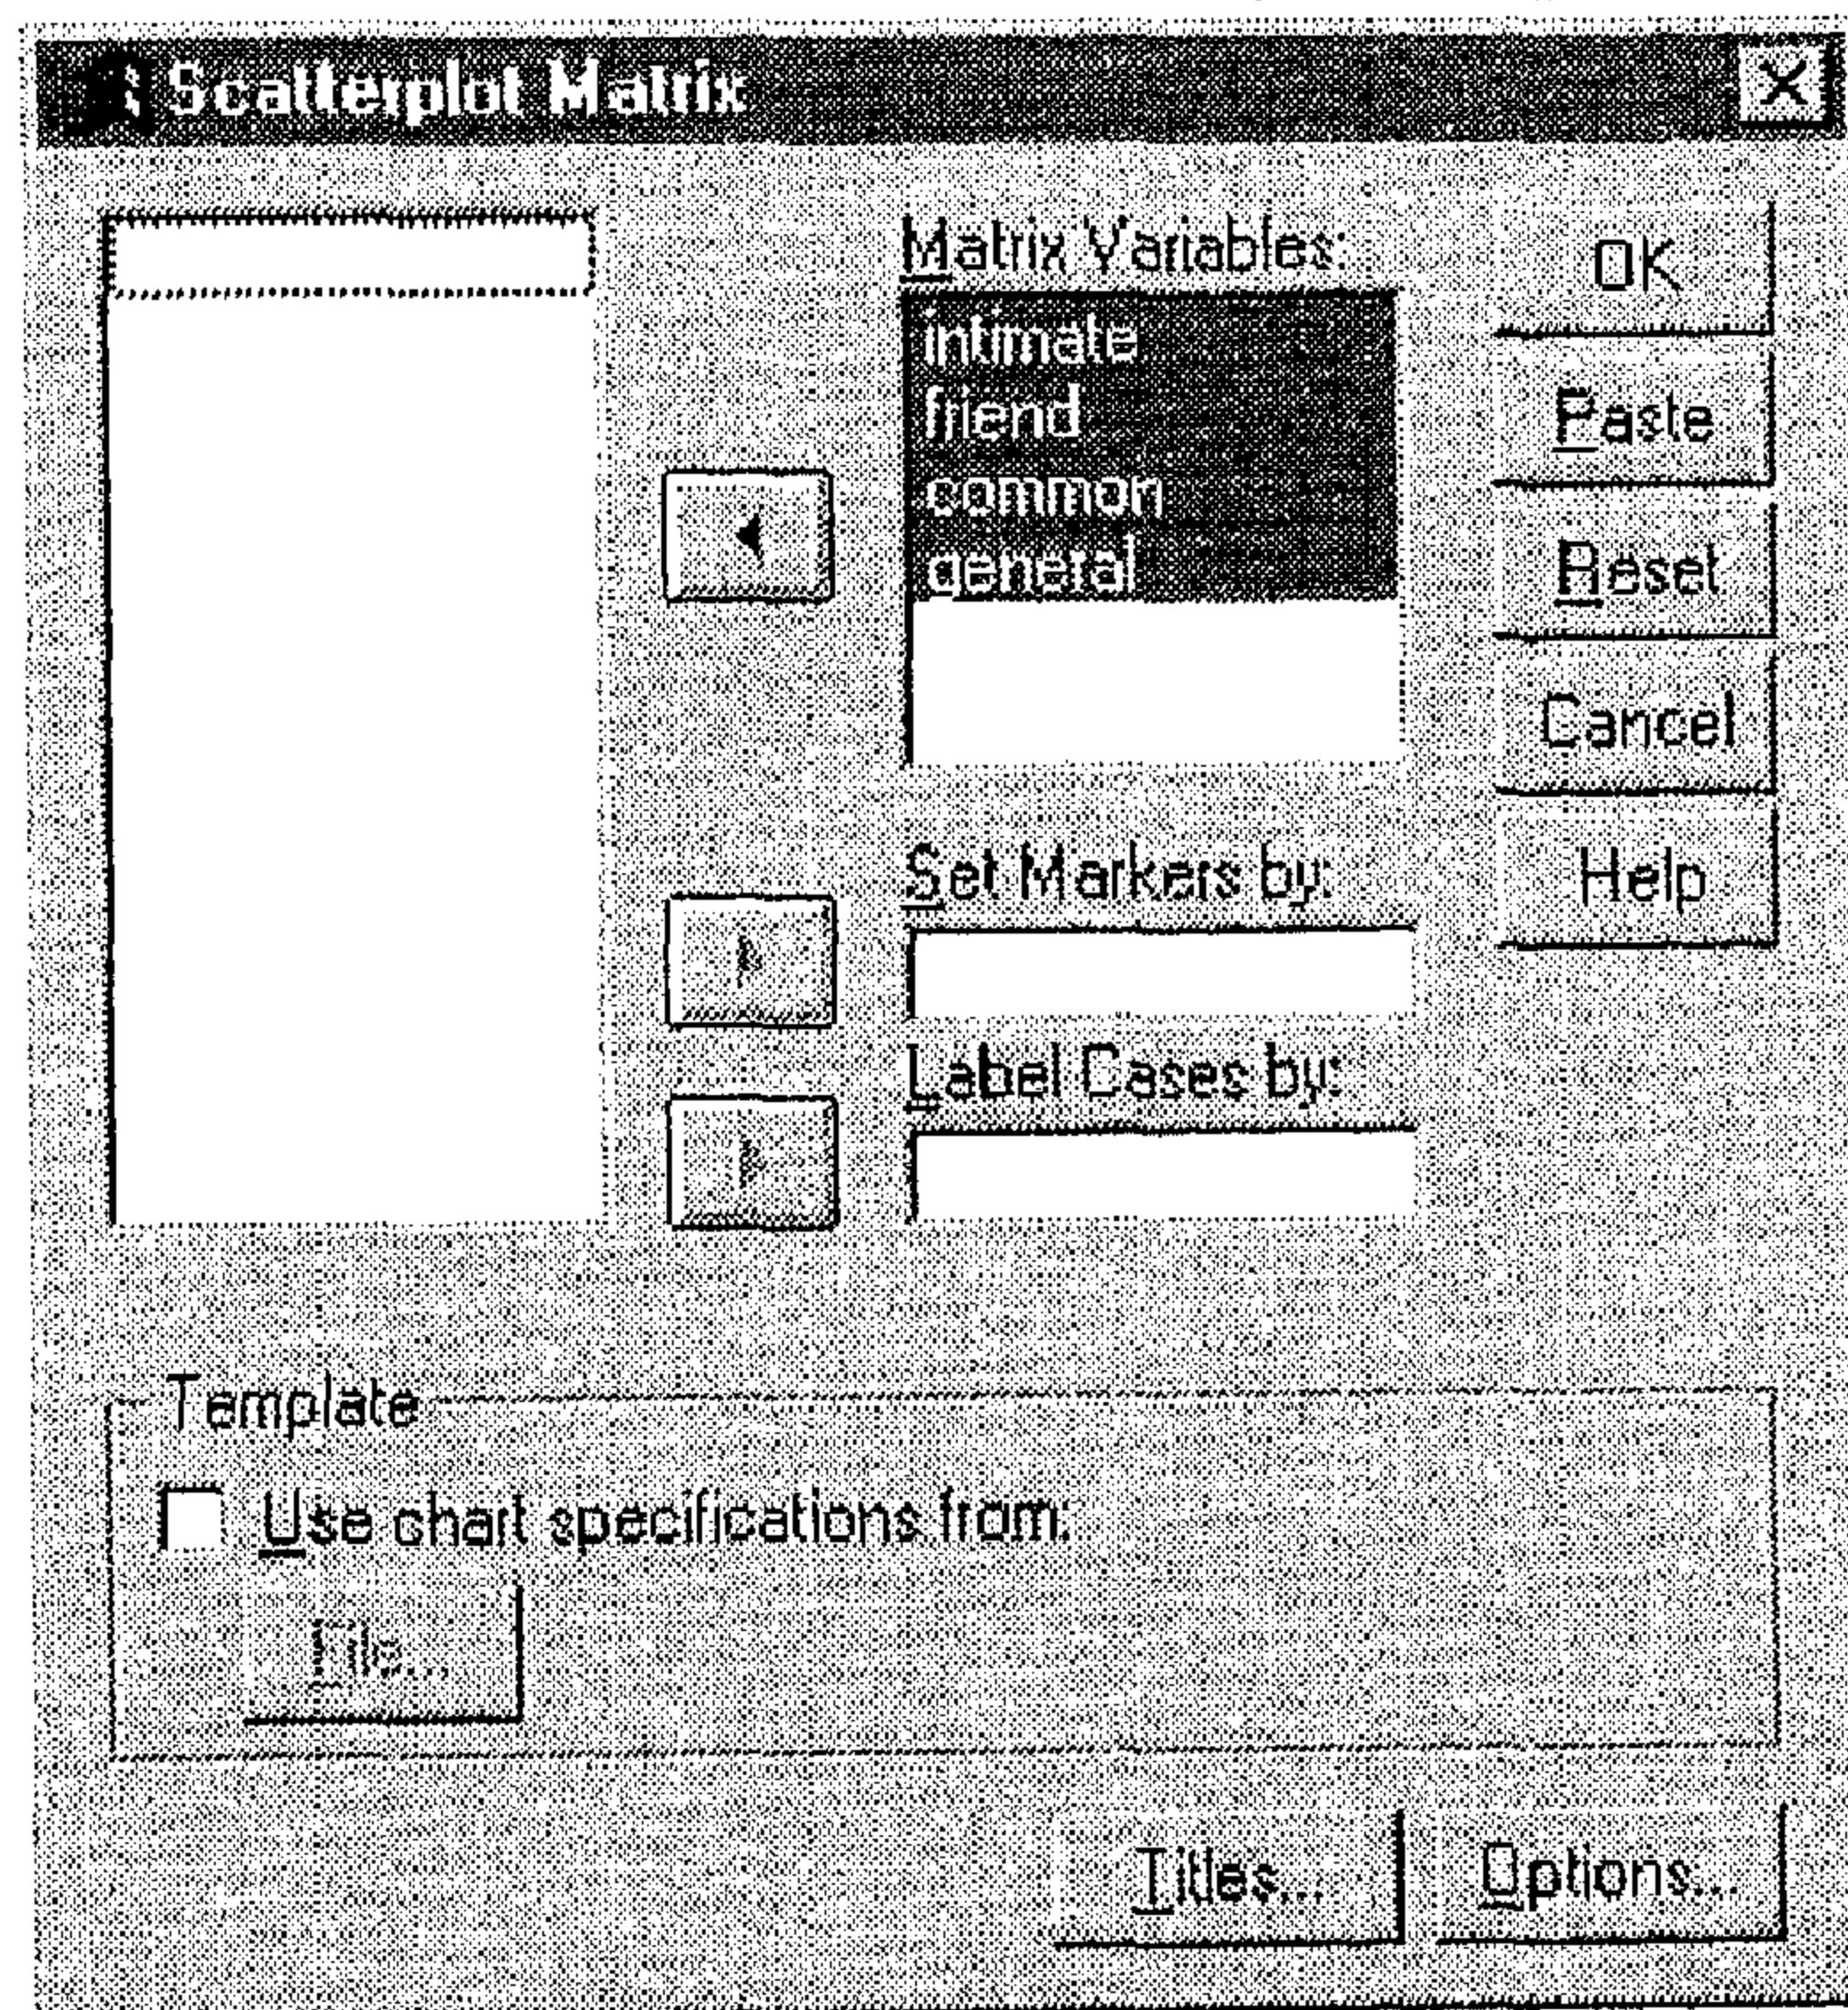 Scatterplot Matrix
Matrix Variables:
intimate
friend
common
general
OK
Paste
Reset
Cancel
Help
Set Markers by:
Label Cases by:
Template
Use chart specifications from:
File...
Titles...
Options...